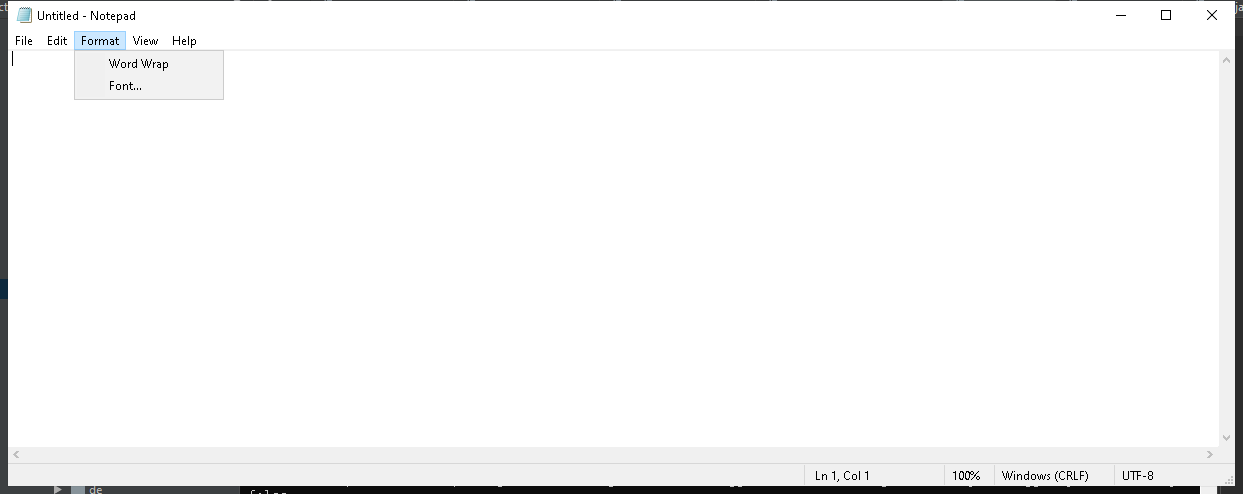 Untitled - Notepad
File Edit Format View Help
Word Wrap
Font...
Ln 1, Col 1 100% Windows (CRLF) UTF-8
de